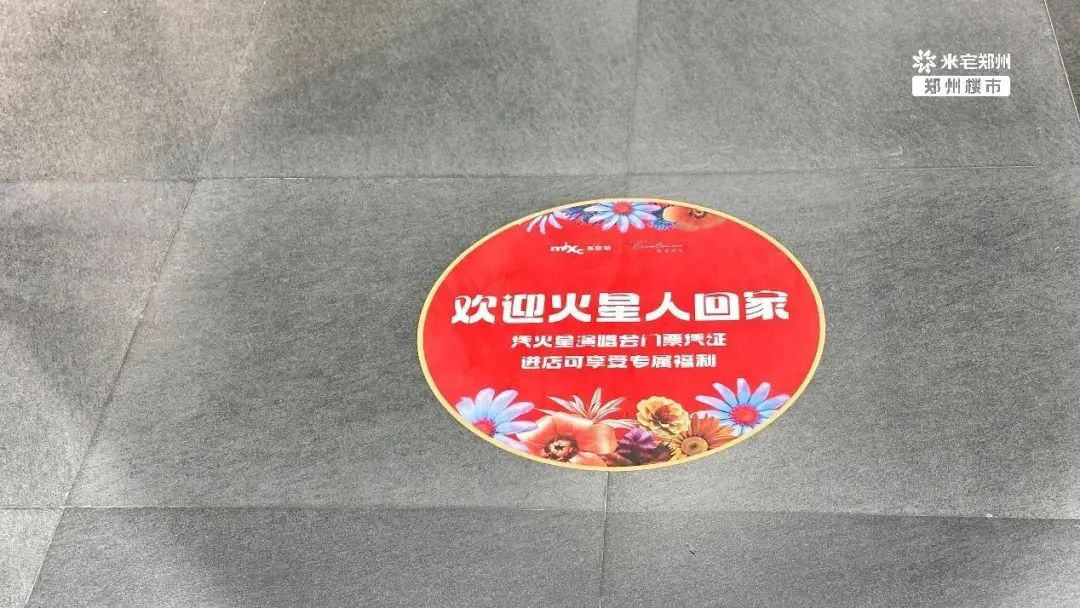 米宅郑州
郑州楼市
mixc 万象城
欢迎火星人回家
凭火星演唱会门票凭证
进店可享受专属福利